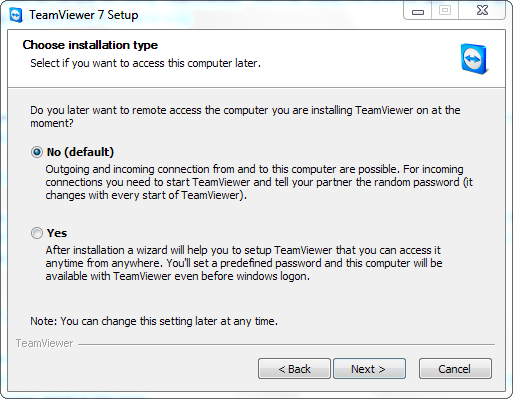 TeamViewer 7 Setup
Choose installation type
Select if you want to access this computer later.
Do you later want to remote access the computer you are installing TeamViewer on at the
moment?
No (default)
Outgoing and incoming connection from and to this computer are possible. For incoming
connections you need to start TeamViewer and tell your partner the random password (it
changes with every start of TeamViewer).
Yes
After installation a wizard will help you to setup TeamViewer that you can access it
anytime from anywhere. You'll set a predefined password and this computer will be
available with TeamViewer even before windows logon.
Note: You can change this setting later at any time.
TeamViewer
< Back Next > Cancel